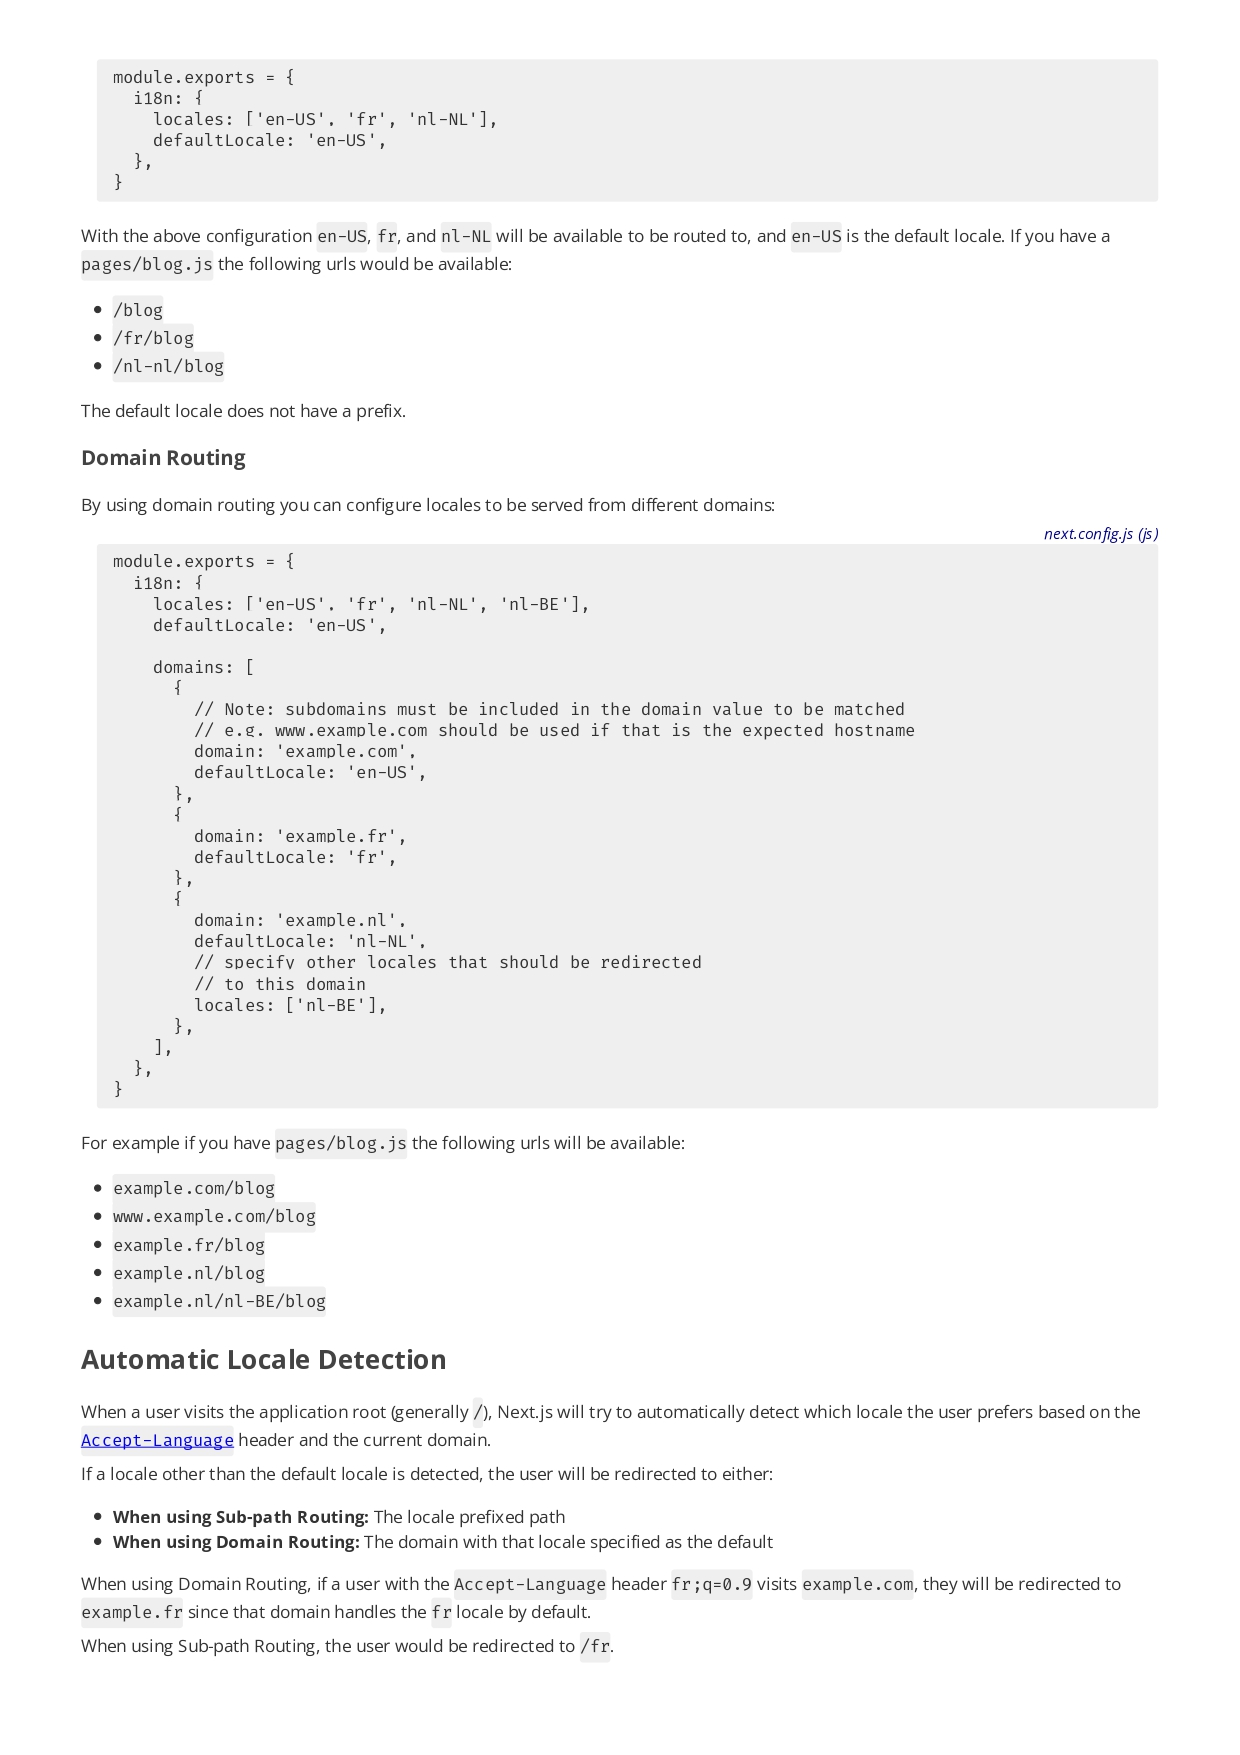 module.exports = {
  i18n: {
    locales: ['en-US', 'fr', 'nl-NL'],
    defaultLocale: 'en-US',
  },
}
With the above configuration en-US, fr, and nl-NL will be available to be routed to, and en-US is the default locale. If you have a
pages/blog.js the following urls would be available:
• /blog
• /fr/blog
• /nl-nl/blog
The default locale does not have a prefix.
Domain Routing
By using domain routing you can configure locales to be served from different domains:
next.config.js (js)
module.exports = {
  i18n: {
    locales: ['en-US', 'fr', 'nl-NL', 'nl-BE'],
    defaultLocale: 'en-US',

    domains: [
      {
        // Note: subdomains must be included in the domain value to be matched
        // e.g. www.example.com should be used if that is the expected hostname
        domain: 'example.com',
        defaultLocale: 'en-US',
      },
      {
        domain: 'example.fr',
        defaultLocale: 'fr',
      },
      {
        domain: 'example.nl',
        defaultLocale: 'nl-NL',
        // specify other locales that should be redirected
        // to this domain
        locales: ['nl-BE'],
      },
    ],
  },
}
For example if you have pages/blog.js the following urls will be available:
• example.com/blog
• www.example.com/blog
• example.fr/blog
• example.nl/blog
• example.nl/nl-BE/blog
Automatic Locale Detection
When a user visits the application root (generally /), Next.js will try to automatically detect which locale the user prefers based on the
Accept-Language header and the current domain.
If a locale other than the default locale is detected, the user will be redirected to either:
• When using Sub-path Routing: The locale prefixed path
• When using Domain Routing: The domain with that locale specified as the default
When using Domain Routing, if a user with the Accept-Language header fr;q=0.9 visits example.com, they will be redirected to
example.fr since that domain handles the fr locale by default.
When using Sub-path Routing, the user would be redirected to /fr.